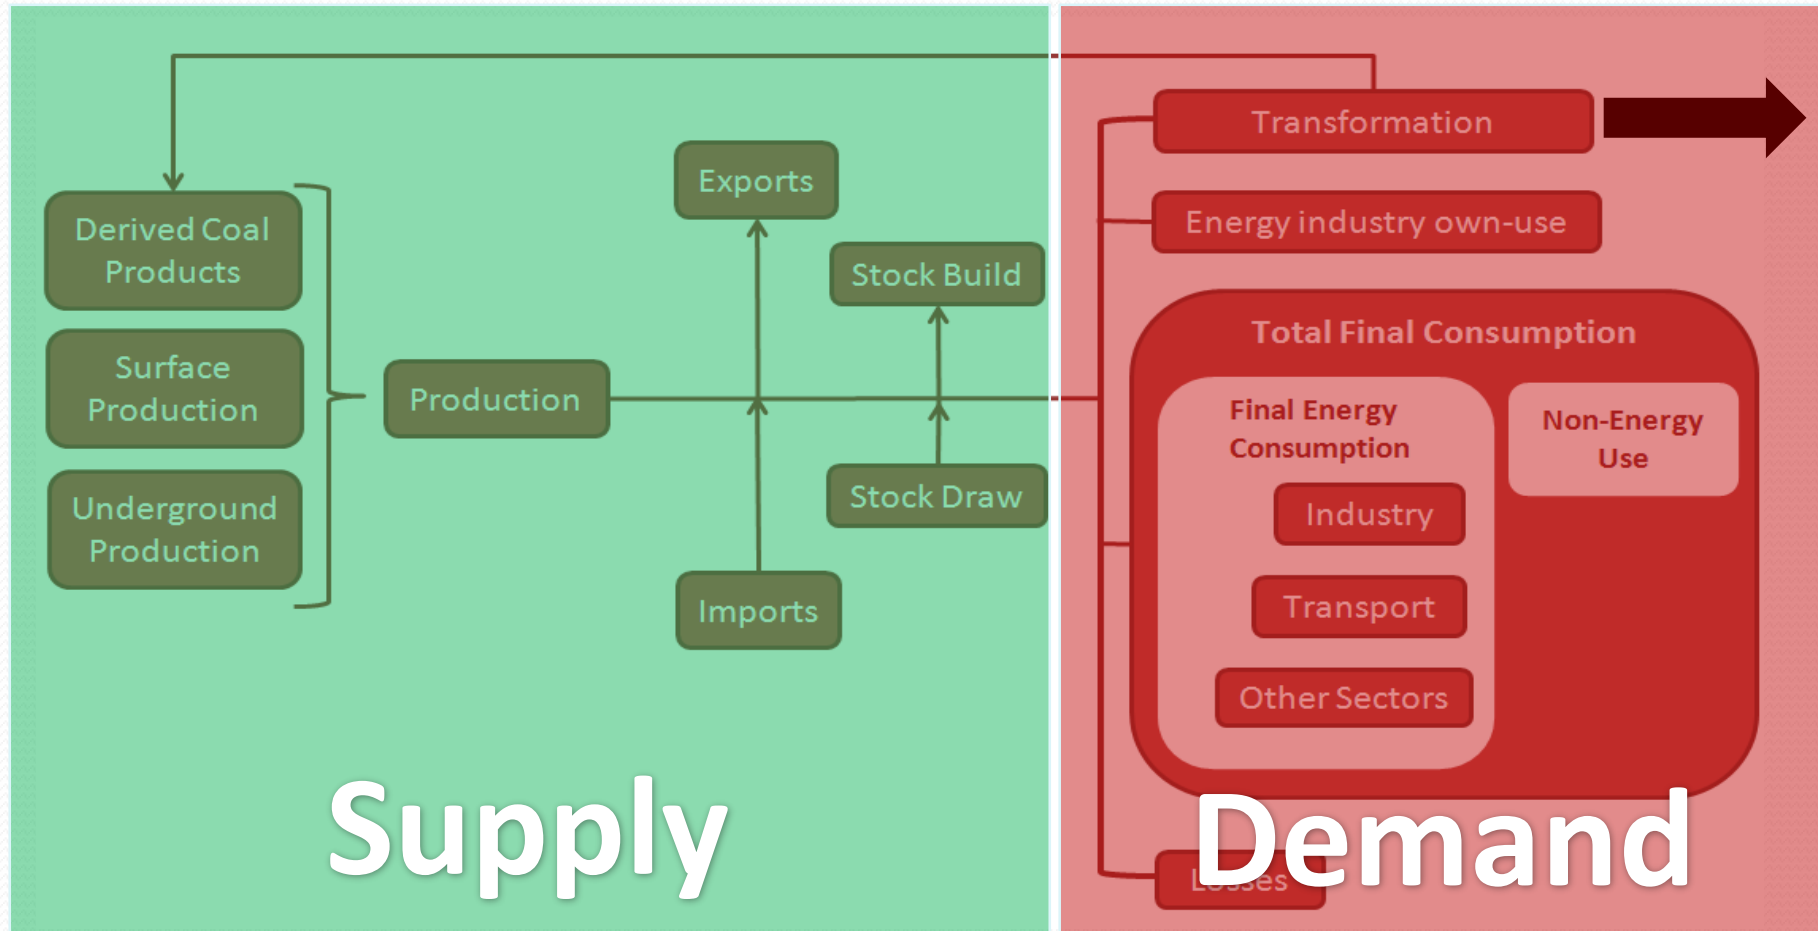 Derived Coal
Products
Surface
Production
Underground
Production
Production
Exports
Imports
Stock Build
Stock Draw
Supply
Transformation
Energy industry own-use
Total Final Consumption
Final Energy
Consumption
Industry
Transport
Other Sectors
Non-Energy
Use
Losses
Demand